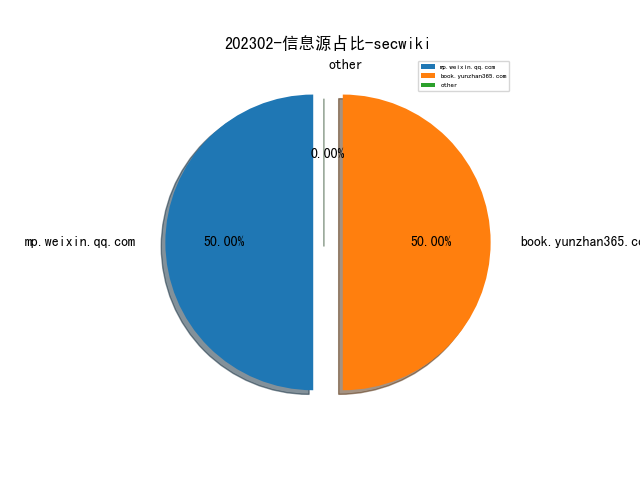 202302-信息源占比-secwiki
other
mp.weixin.qq.com
book.yunzhan365.com
other
0.00%
mp.weixin.qq.com
50.00%
50.00%
book.yunzhan365.co